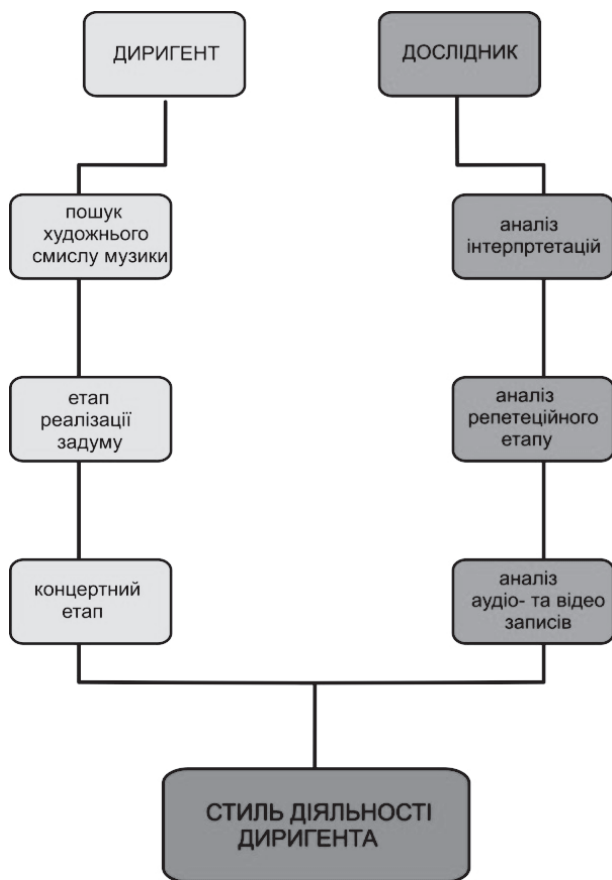 ДИРИГЕНТ
ДОСЛІДНИК
пошук
художнього
смислу музики
аналіз
інтерпртетацій
етап
реалізації
задуму
аналіз
репетеційного
етапу
концертний
етап
аналіз
аудіо- та відео
записів
СТИЛЬ ДІЯЛЬНОСТІ
ДИРИГЕНТА